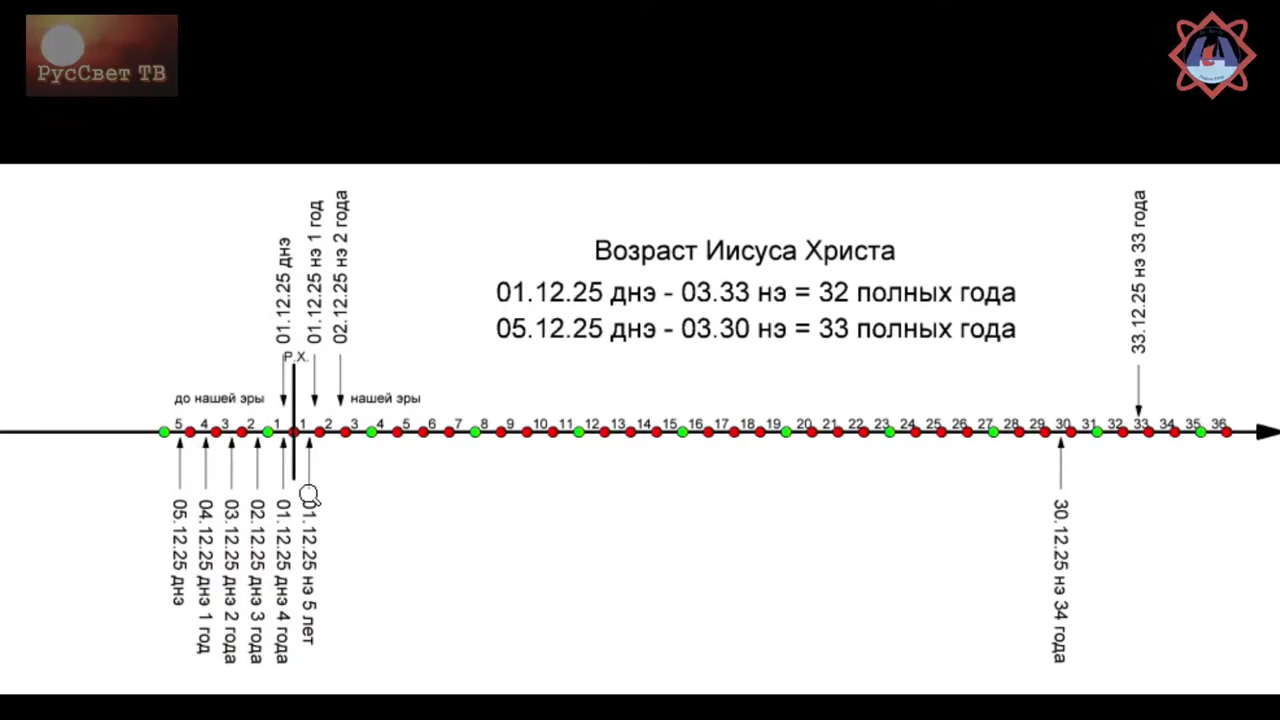 РусСвет ТВ
Возраст Иисуса Христа
01.12.25 днэ - 03.33 нэ = 32 полных года
05.12.25 днэ - 03.30 нэ = 33 полных года
01.12.25 днэ
01.12.25 нэ 1 год
02.12.25 нэ 2 года
33.12.25 нэ 33 года
Р.Х.
до нашей эры
нашей эры
5 4 3 2 1 1 2 3 4 5 6 7 8 9 10 11 12 13 14 15 16 17 18 19 20 21 22 23 24 25 26 27 28 29 30 31 32 33 34 35 36
05.12.25 днэ
04.12.25 днэ 1 год
03.12.25 днэ 2 года
02.12.25 днэ 3 года
01.12.25 днэ 4 года
01.12.25 нэ 5 лет
30.12.25 нэ 34 года